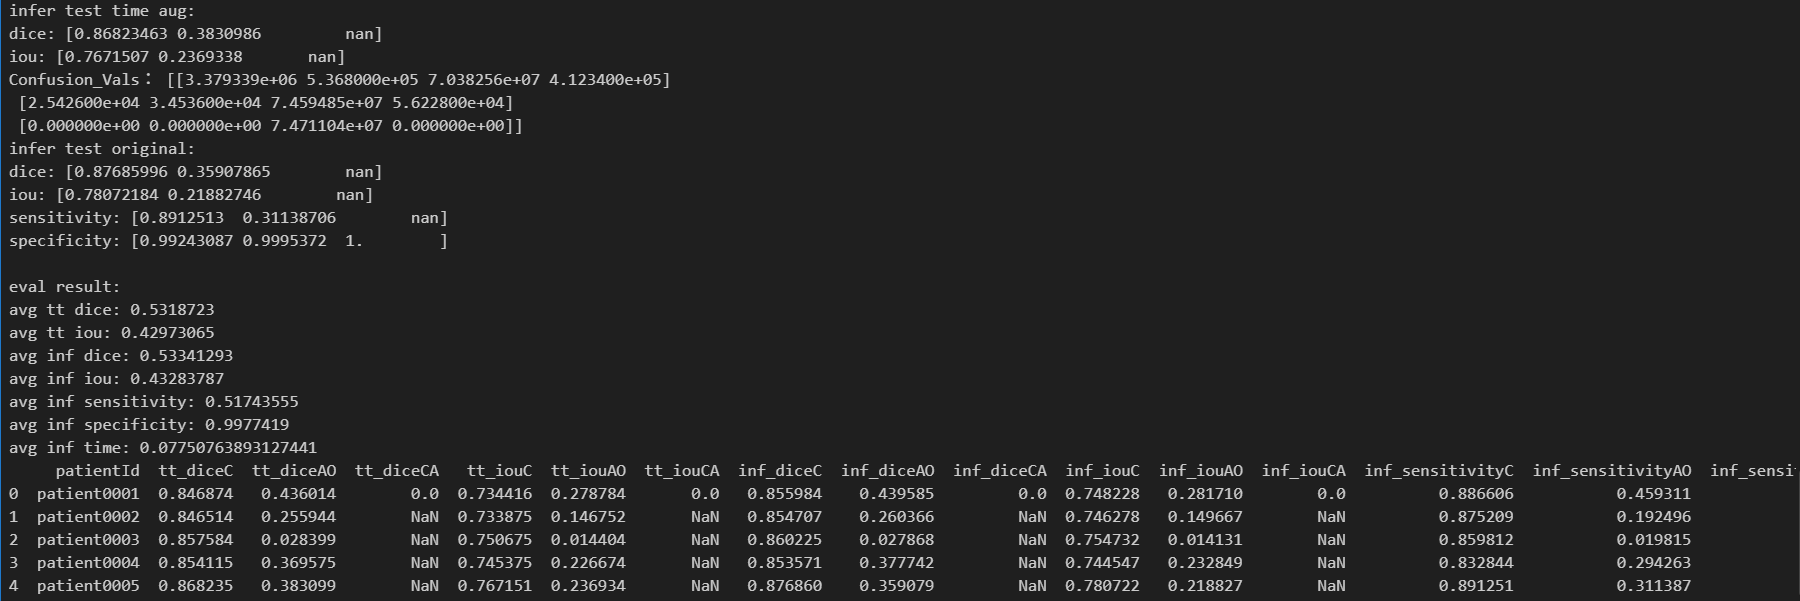 infer test time aug:
dice: [0.86823463 0.3830986         nan]
iou: [0.7671507 0.2369338       nan]
Confusion_Vals: [[3.379339e+06 5.368000e+05 7.038256e+07 4.123400e+05]
 [2.542600e+04 3.453600e+04 7.459485e+07 5.622800e+04]
 [0.000000e+00 0.000000e+00 7.471104e+07 0.000000e+00]]
infer test original:
dice: [0.87685996 0.35907865        nan]
iou: [0.78072184 0.21882746        nan]
sensitivity: [0.8912513  0.31138706        nan]
specificity: [0.99243087 0.9995372  1.        ]
eval result:
avg tt dice: 0.5318723
avg tt iou: 0.42973065
avg inf dice: 0.53341293
avg inf iou: 0.43283787
avg inf sensitivity: 0.51743555
avg inf specificity: 0.9977419
avg inf time: 0.07750763893127441
     patientId  tt_diceC  tt_diceAO  tt_diceCA   tt_iouC  tt_iouAO  tt_iouCA  inf_diceC  inf_diceAO  inf_diceCA  inf_iouC  inf_iouAO  inf_iouCA  inf_sensitivityC  inf_sensitivityAO  inf_sensi
0  patient0001  0.846874   0.436014        0.0  0.734416  0.278784       0.0   0.855984    0.439585         0.0  0.748228   0.281710        0.0          0.886606           0.459311
1  patient0002  0.846514   0.255944        NaN  0.733875  0.146752       NaN   0.854707    0.260366         NaN  0.746278   0.149667        NaN          0.875209           0.192496
2  patient0003  0.857584   0.028399        NaN  0.750675  0.014404       NaN   0.860225    0.027868         NaN  0.754732   0.014131        NaN          0.859812           0.019815
3  patient0004  0.854115   0.369575        NaN  0.745375  0.226674       NaN   0.853571    0.377742         NaN  0.744547   0.232849        NaN          0.832844           0.294263
4  patient0005  0.868235   0.383099        NaN  0.767151  0.236934       NaN   0.876860    0.359079         NaN  0.780722   0.218827        NaN          0.891251           0.311387